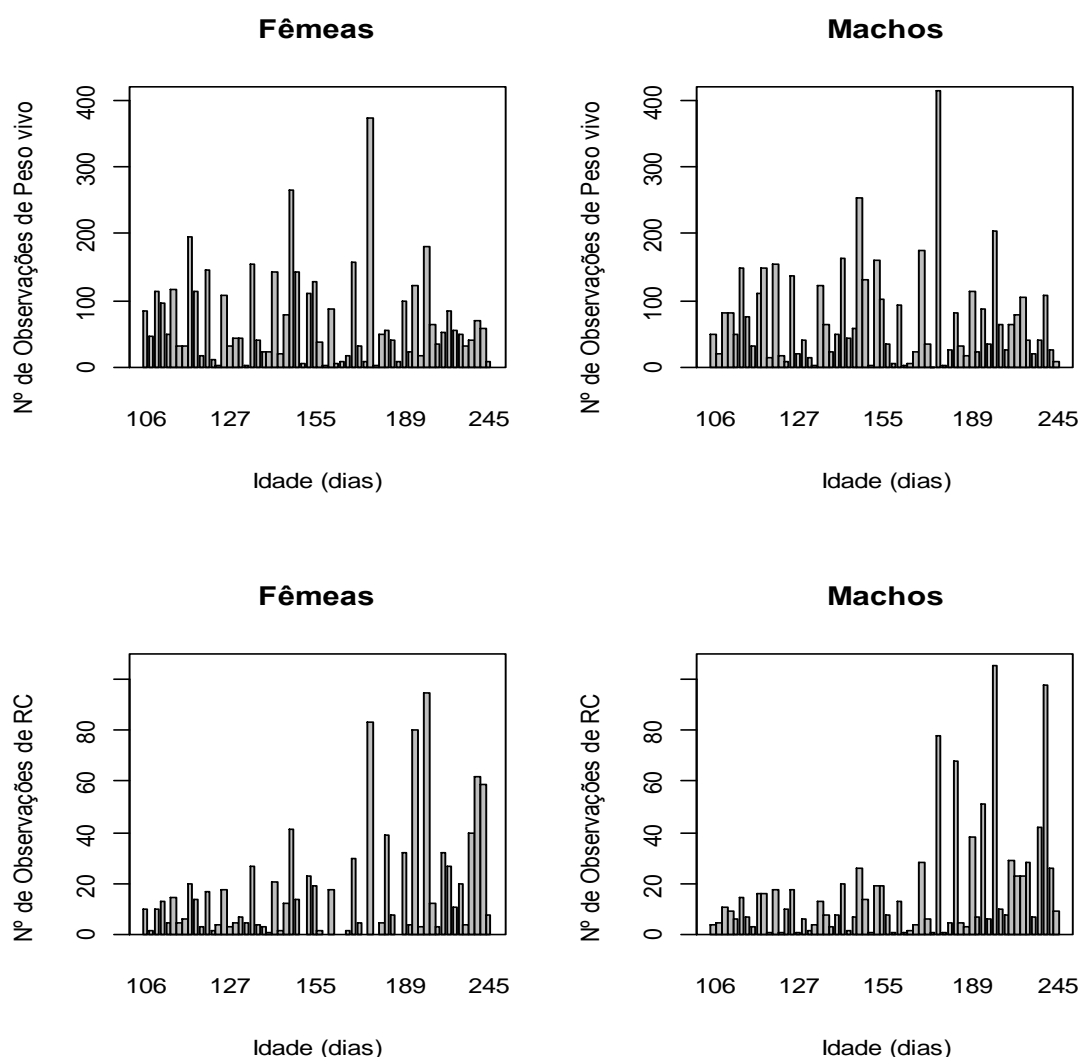 Fêmeas
Nº de Observações de Peso vivo
400
300
200
100
0
106 127 155 189 245
Idade (dias)
Machos
Nº de Observações de Peso vivo
400
300
200
100
0
106 127 155 189 245
Idade (dias)
Fêmeas
Nº de Observações de RC
80
60
40
20
0
106 127 155 189 245
Idade (dias)
Machos
Nº de Observações de RC
80
60
40
20
0
106 127 155 189 245
Idade (dias)